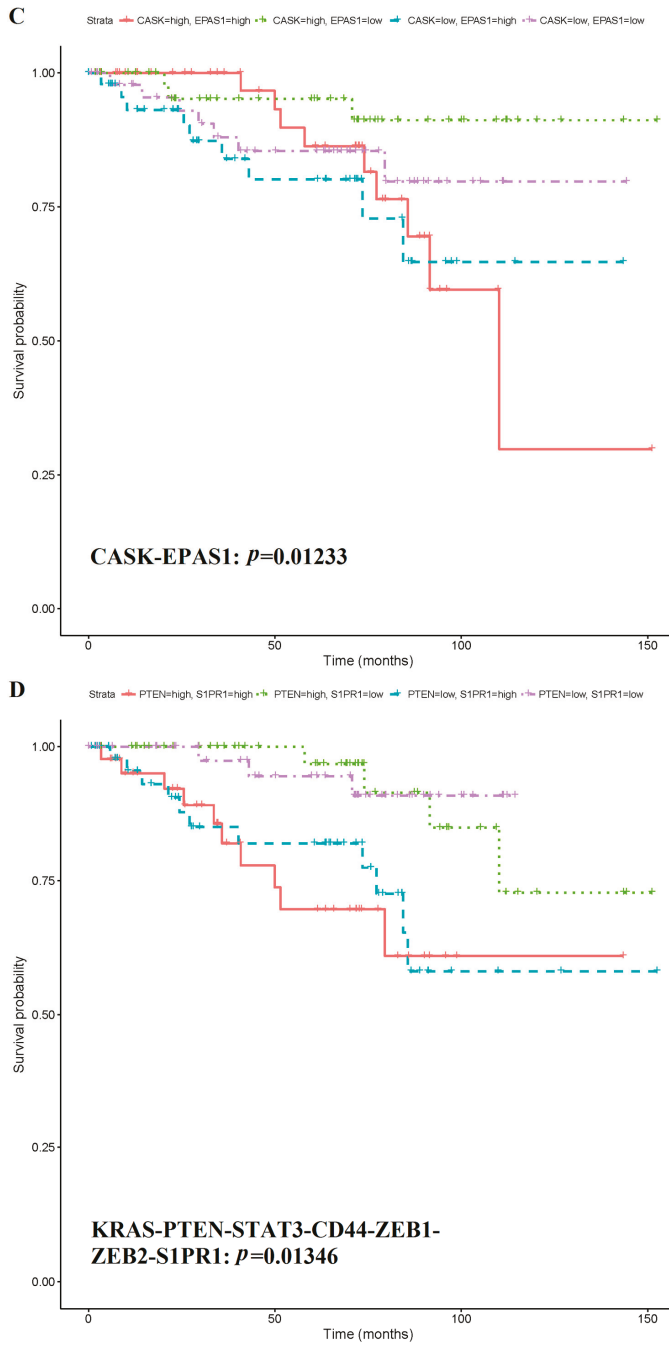 C
Strata CASK=high, EPAS1=high CASK=high, EPAS1=low CASK=low, EPAS1=high CASK=low, EPAS1=low
1.00
0.75
0.50
0.25
0.00
Survival probability
CASK-EPAS1: p=0.01233
0 50 100 150
Time (months)
D
Strata PTEN=high, S1PR1=high PTEN=high, S1PR1=low PTEN=low, S1PR1=high PTEN=low, S1PR1=low
1.00
0.75
0.50
0.25
0.00
Survival probability
KRAS-PTEN-STAT3-CD44-ZEB1-
ZEB2-S1PR1: p=0.01346
0 50 100 150
Time (months)